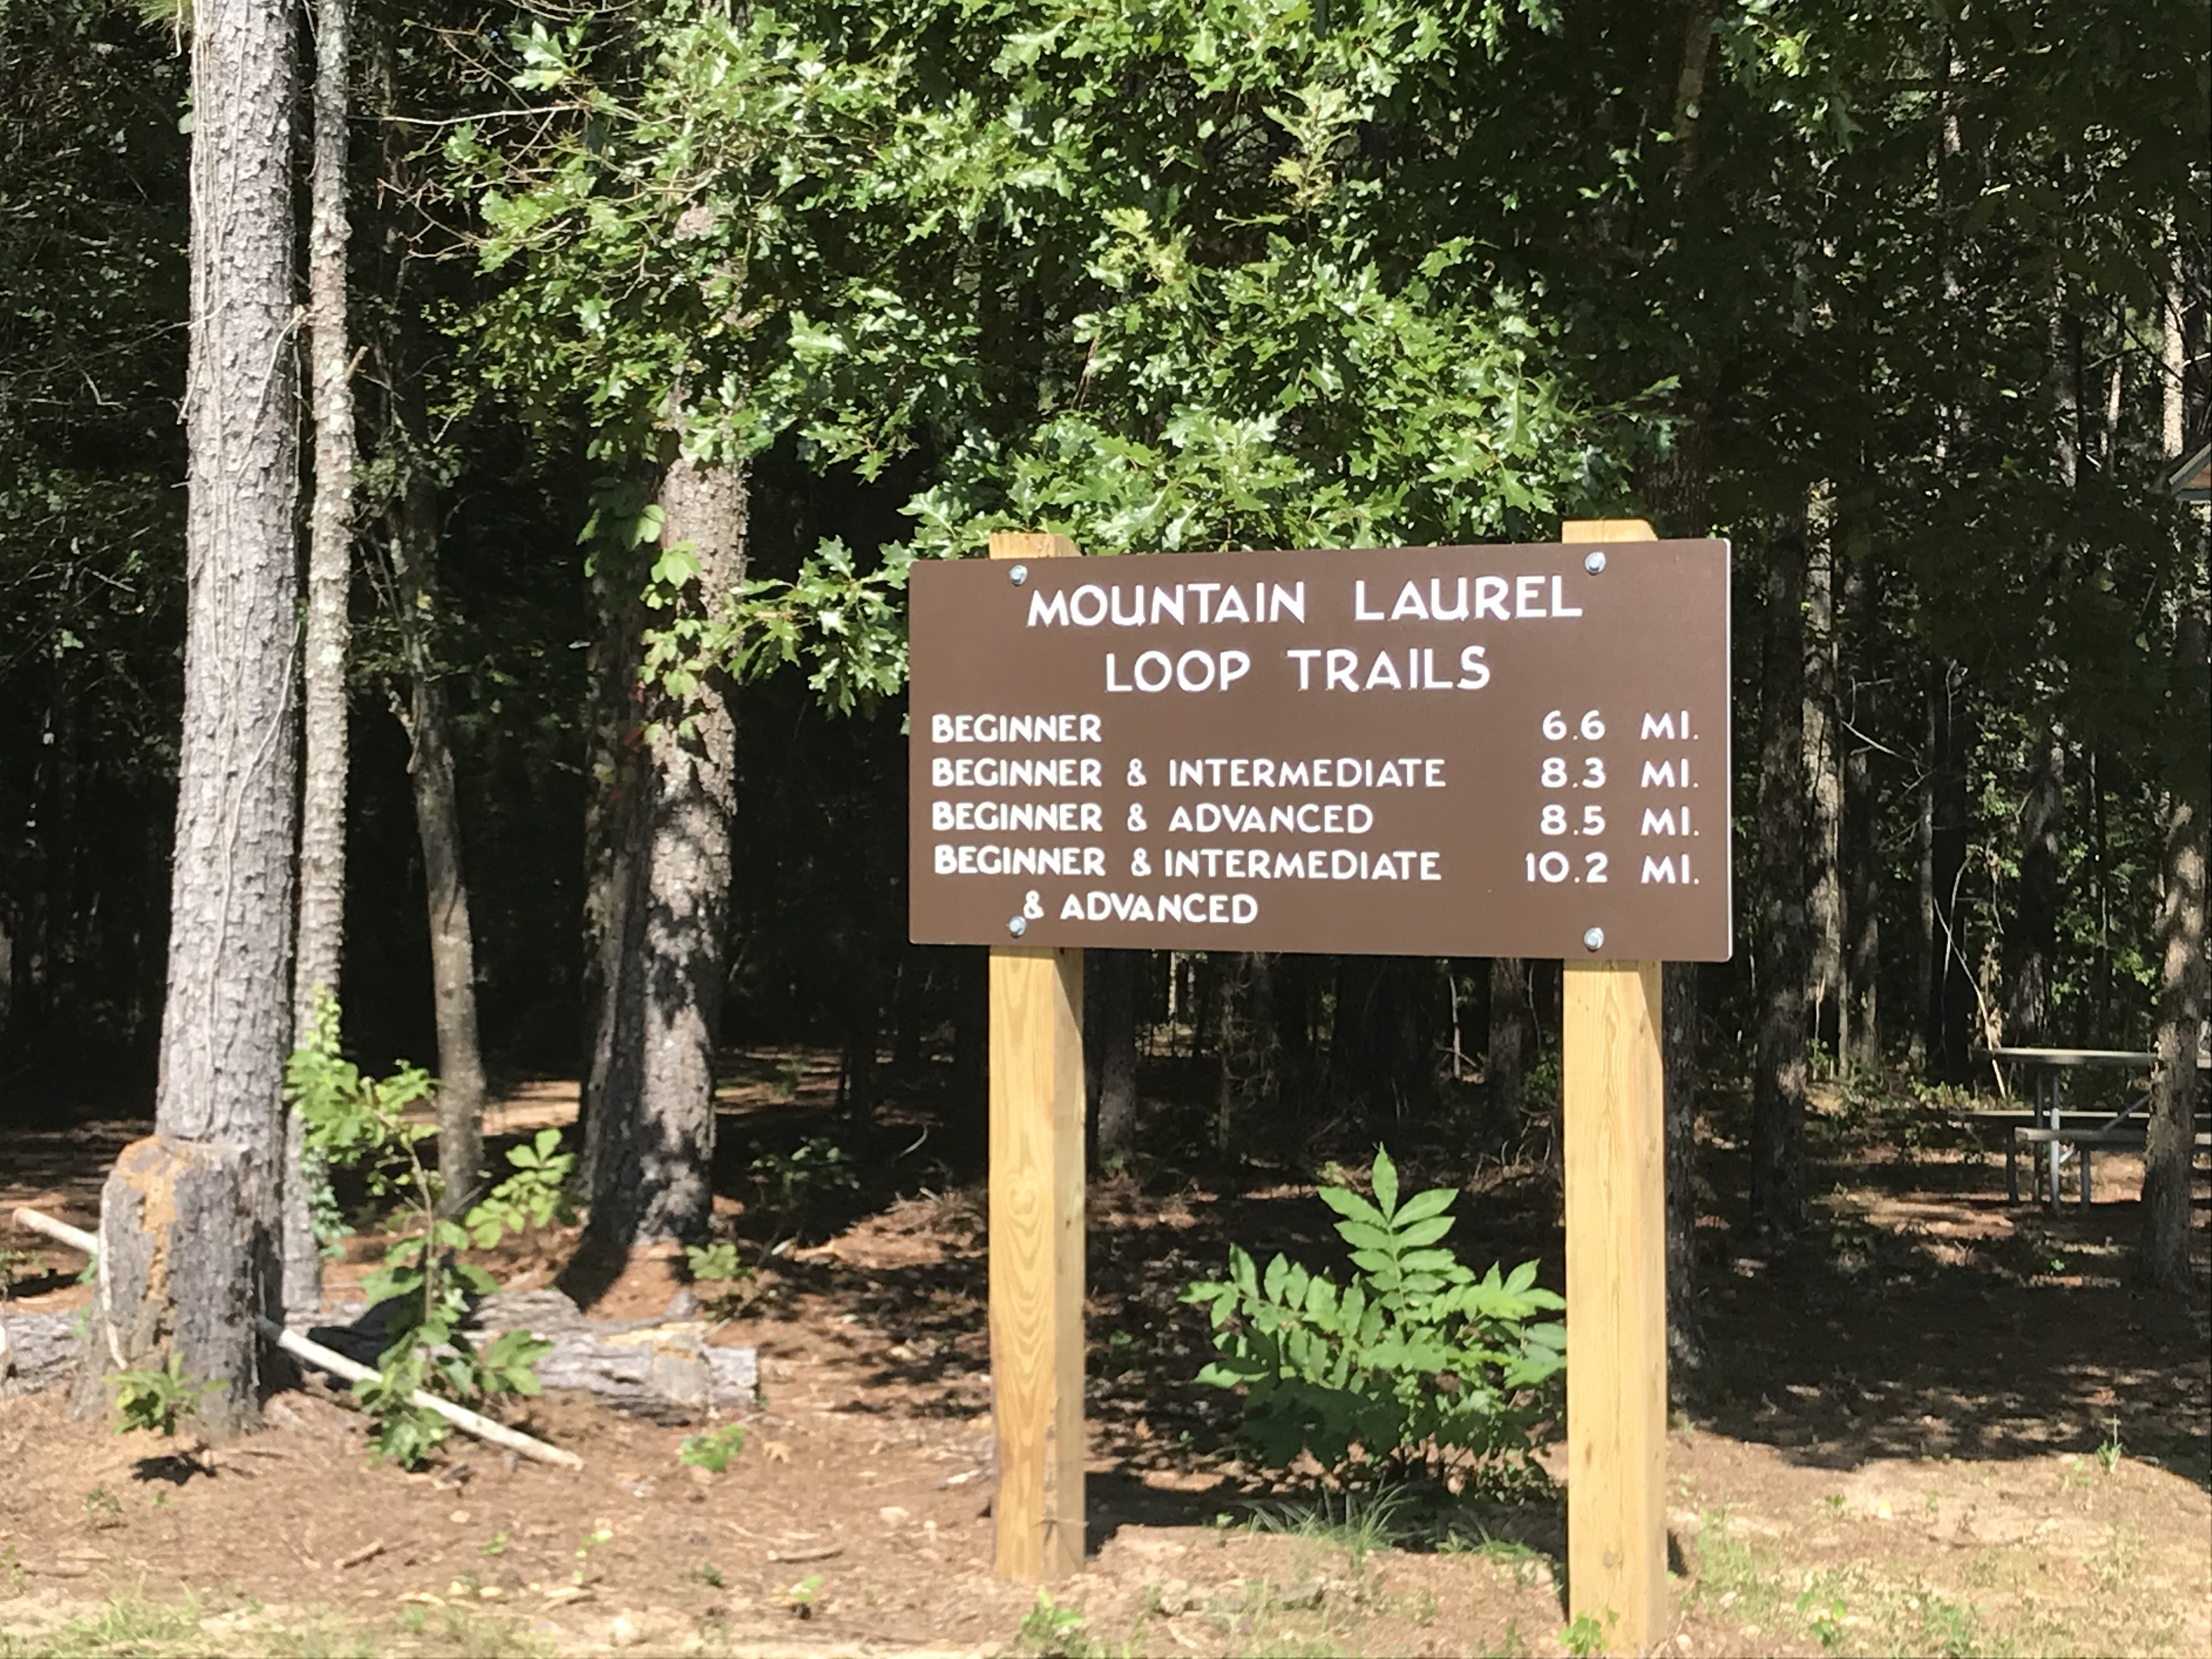 MOUNTAIN LAUREL
LOOP TRAILS
BEGINNER 6.6 MI.
BEGINNER & INTERMEDIATE 8.3 MI.
BEGINNER & ADVANCED 8.5 MI.
BEGINNER & INTERMEDIATE 10.2 MI.
& ADVANCED